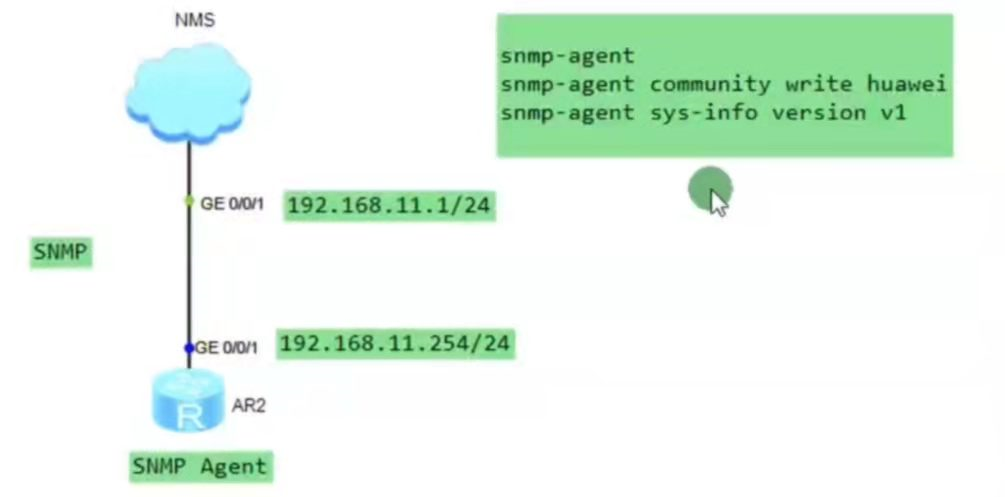 NMS
snmp-agent
snmp-agent community write huawei
snmp-agent sys-info version v1
GE 0/0/1
192.168.11.1/24
SNMP
GE 0/0/1
192.168.11.254/24
R
AR2
SNMP Agent